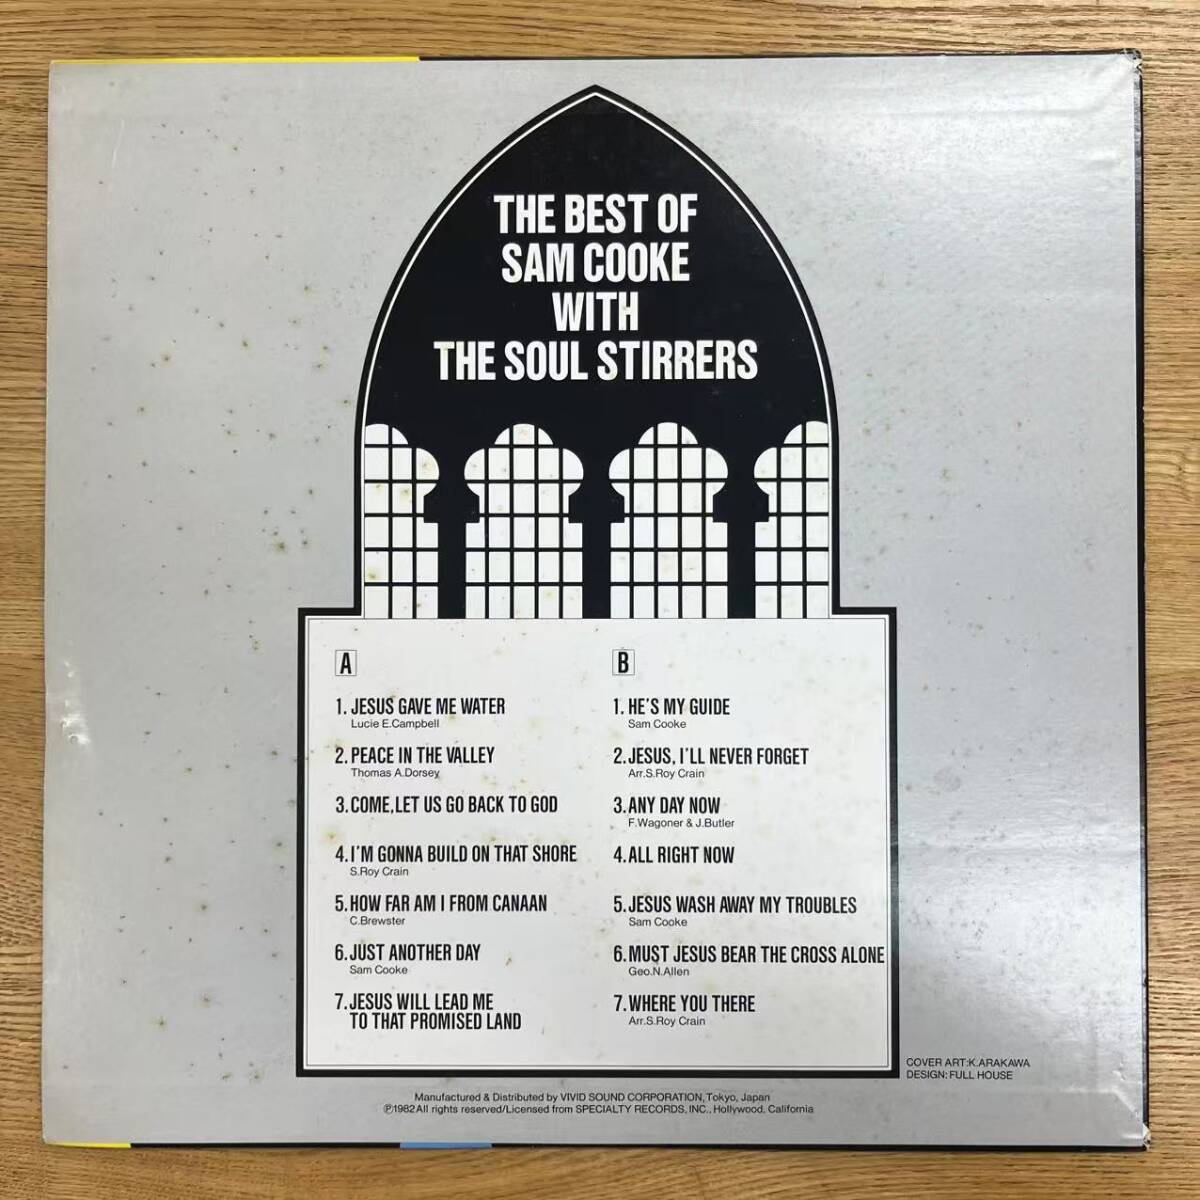 THE BEST OF
SAM COOKE
WITH
THE SOUL STIRRERS
A
1. JESUS GAVE ME WATER
Lucie E.Campbell
2. PEACE IN THE VALLEY
Thomas A.Dorsey
3. COME,LET US GO BACK TO GOD
4. I'M GONNA BUILD ON THAT SHORE
S.Roy Crain
5. HOW FAR AM I FROM CANAAN
C.Brewster
6. JUST ANOTHER DAY
Sam Cooke
7. JESUS WILL LEAD ME
TO THAT PROMISED LAND
B
1. HE'S MY GUIDE
Sam Cooke
2. JESUS, I'LL NEVER FORGET
Arr.S.Roy Crain
3. ANY DAY NOW
F.Wagoner & J.Butler
4. ALL RIGHT NOW
5. JESUS WASH AWAY MY TROUBLES
Sam Cooke
6. MUST JESUS BEAR THE CROSS ALONE
Geo.N.Allen
7. WHERE YOU THERE
Arr.S.Roy Crain
COVER ART:K.ARAKAWA
DESIGN:FULL HOUSE
Manufactured & Distributed by VIVID SOUND CORPORATION, Tokyo, Japan
℗1982 All rights reserved/Licensed from SPECIALTY RECORDS, INC., Hollywood, California